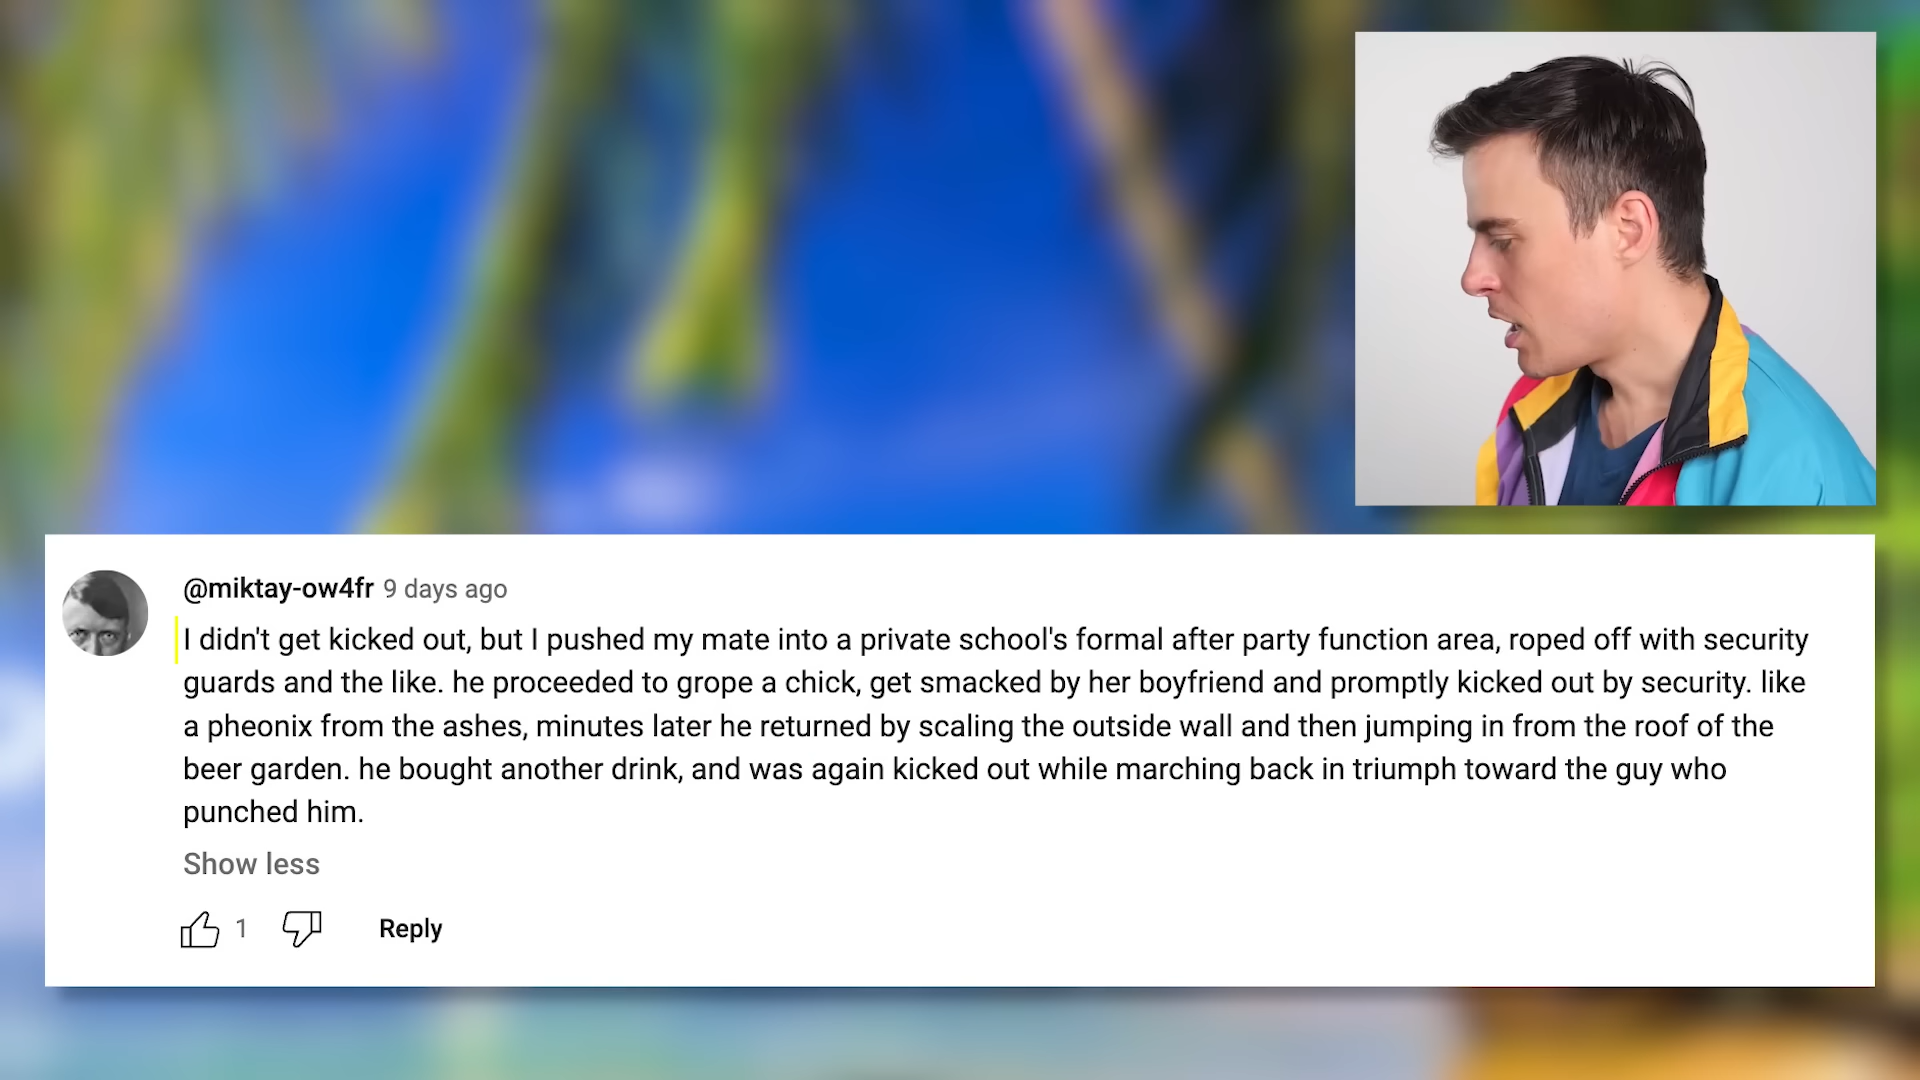 @miktay-ow4fr 9 days ago
I didn't get kicked out, but I pushed my mate into a private school's formal after party function area, roped off with security
guards and the like. he proceeded to grope a chick, get smacked by her boyfriend and promptly kicked out by security. like
a pheonix from the ashes, minutes later he returned by scaling the outside wall and then jumping in from the roof of the
beer garden. he bought another drink, and was again kicked out while marching back in triumph toward the guy who
punched him.
Show less
1 Reply